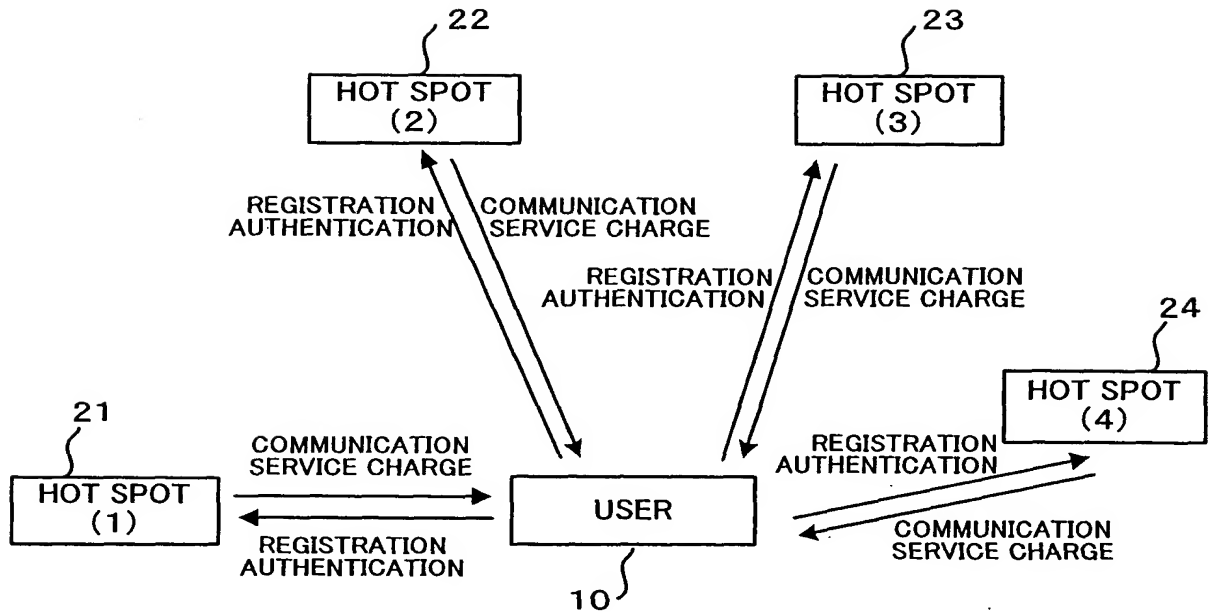 22
23
HOT SPOT
(2)
HOT SPOT
(3)
REGISTRATION
AUTHENTICATION
COMMUNICATION
SERVICE CHARGE
REGISTRATION
AUTHENTICATION
COMMUNICATION
SERVICE CHARGE
24
HOT SPOT
(4)
21
HOT SPOT
(1)
COMMUNICATION
SERVICE CHARGE
REGISTRATION
AUTHENTICATION
USER
10
REGISTRATION
AUTHENTICATION
COMMUNICATION
SERVICE CHARGE